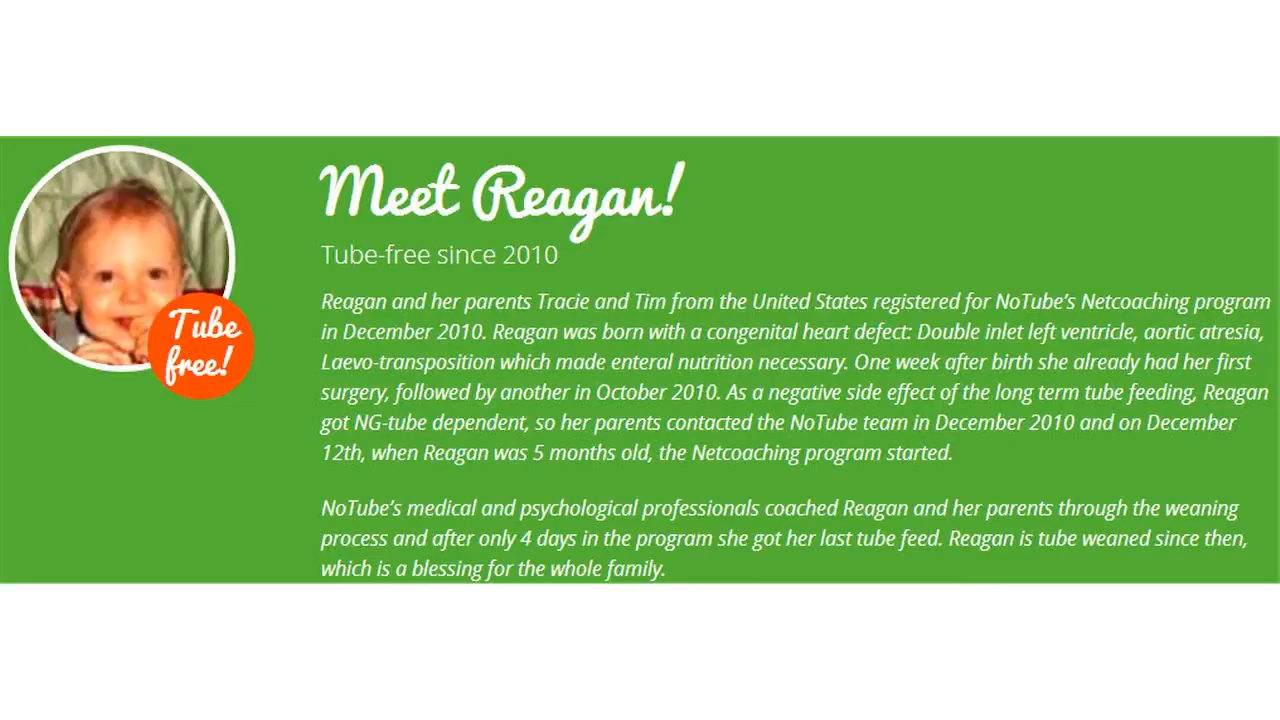 Meet Reagan!
Tube-free since 2010
Tube
free!
Reagan and her parents Tracie and Tim from the United States registered for NoTube's Netcoaching program
in December 2010. Reagan was born with a congenital heart defect: Double inlet left ventricle, aortic atresia,
Laevo-transposition which made enteral nutrition necessary. One week after birth she already had her first
surgery, followed by another in October 2010. As a negative side effect of the long term tube feeding, Reagan
got NG-tube dependent, so her parents contacted the NoTube team in December 2010 and on December
12th, when Reagan was 5 months old, the Netcoaching program started.
NoTube's medical and psychological professionals coached Reagan and her parents through the weaning
process and after only 4 days in the program she got her last tube feed. Reagan is tube weaned since then,
which is a blessing for the whole family.